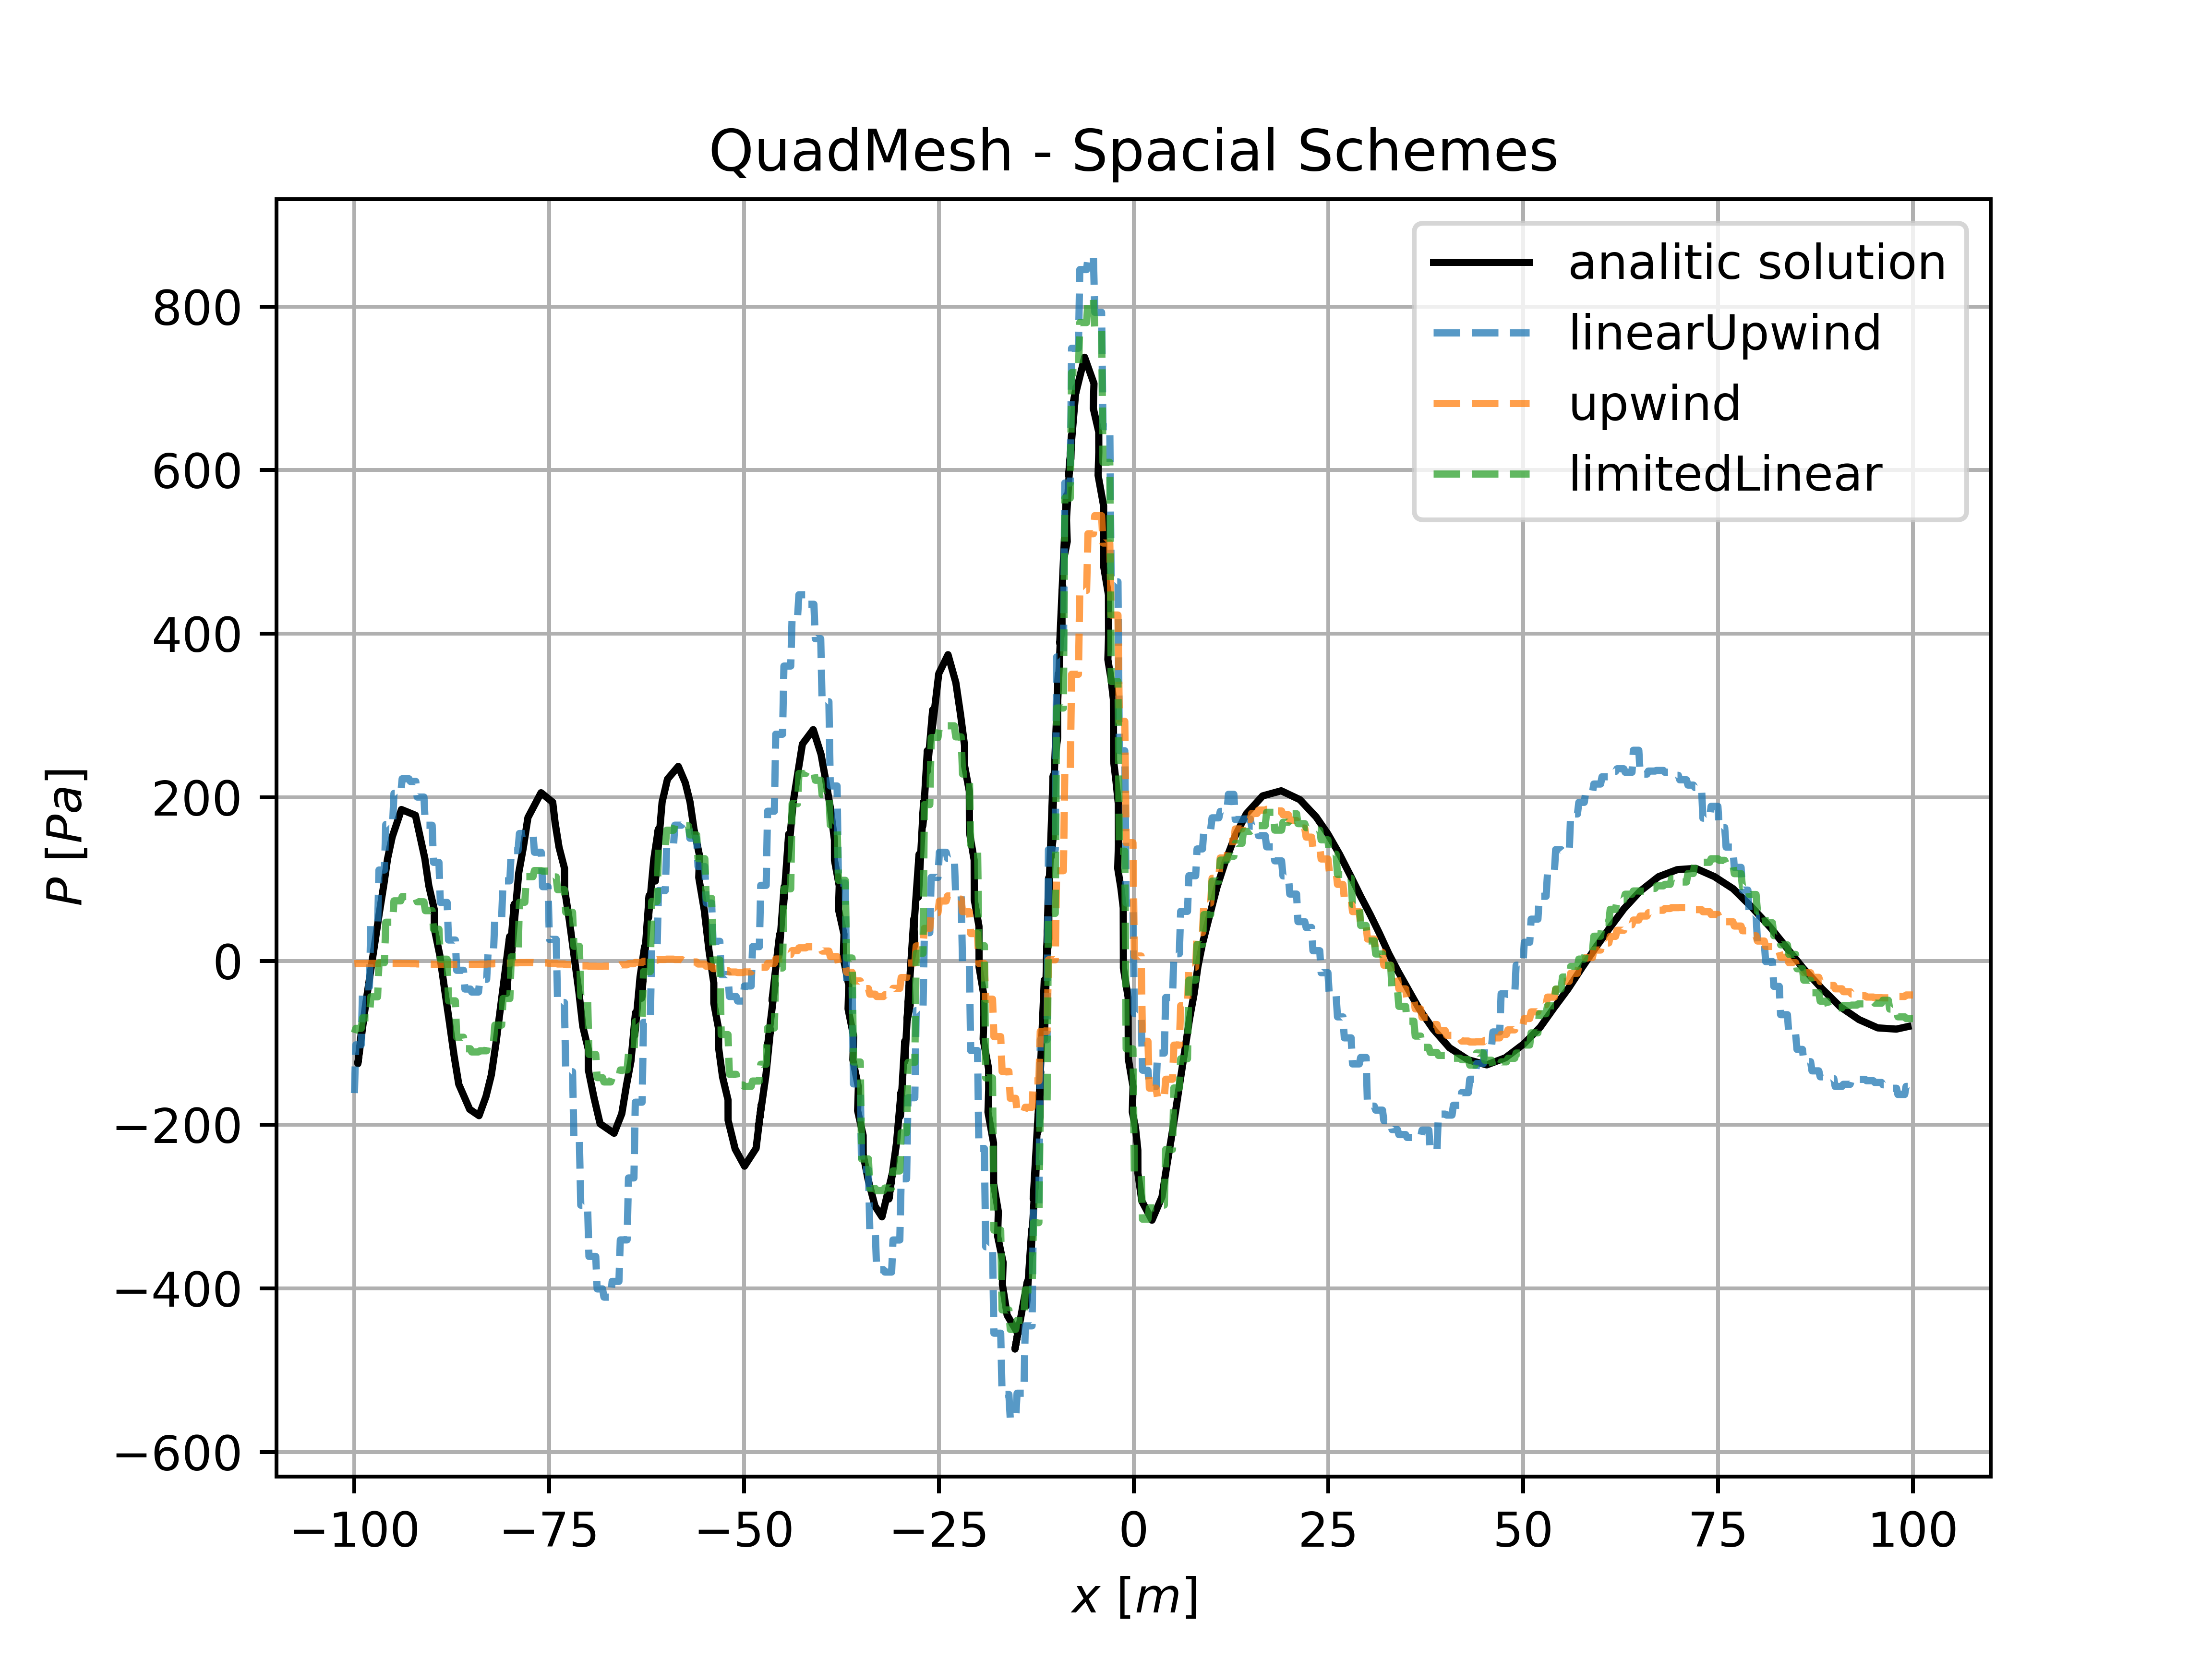 QuadMesh - Spacial Schemes
analitic solution
linearUpwind
upwind
limitedLinear
800
600
400
200
0
−200
−400
−600
P [Pa]
−100 −75 −50 −25 0 25 50 75 100
x [m]